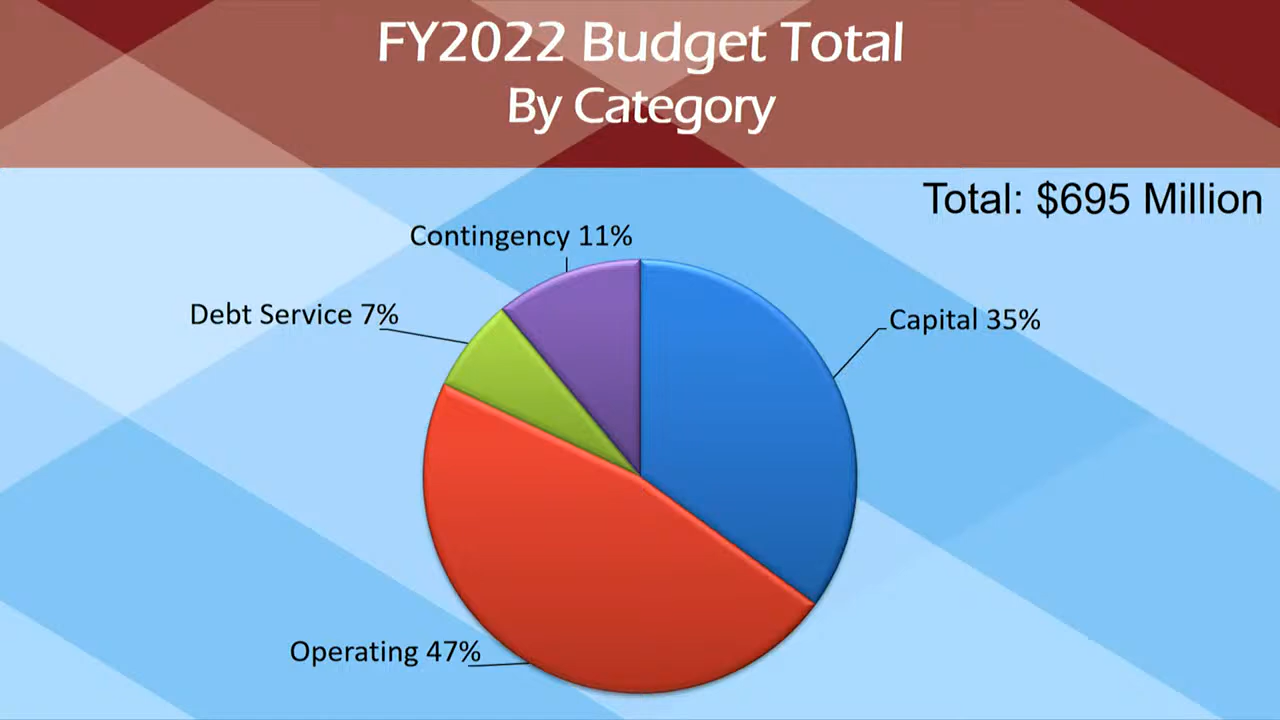 FY2022 Budget Total
By Category
Total: $695 Million
Contingency 11%
Debt Service 7%
Capital 35%
Operating 47%